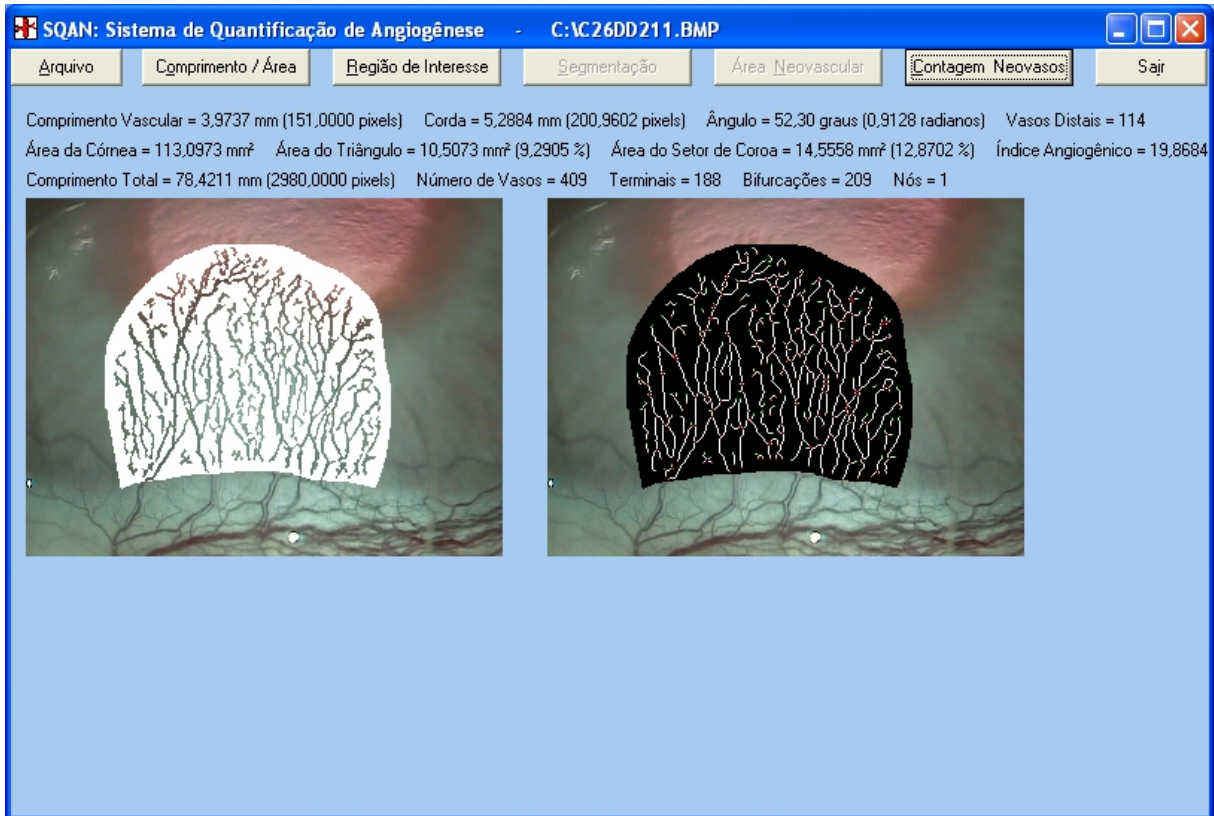 SQAN: Sistema de Quantificação de Angiogênese - C:\C26DD211.BMP
Arquivo Comprimento / Área Região de Interesse Segmentação Área Neovascular Contagem Neovasos Sair
Comprimento Vascular = 3,9737 mm (151,0000 pixels) Corda = 5,2884 mm (200,9602 pixels) Ângulo = 52,30 graus (0,9128 radianos) Vasos Distais = 114
Área da Córnea = 113,0973 mm² Área do Triângulo = 10,5073 mm² (9,2905 %) Área do Setor de Coroa = 14,5558 mm² (12,8702 %) Índice Angiogênico = 19,8684
Comprimento Total = 78,4211 mm (2980,0000 pixels) Número de Vasos = 409 Terminais = 188 Bifurcações = 209 Nós = 1